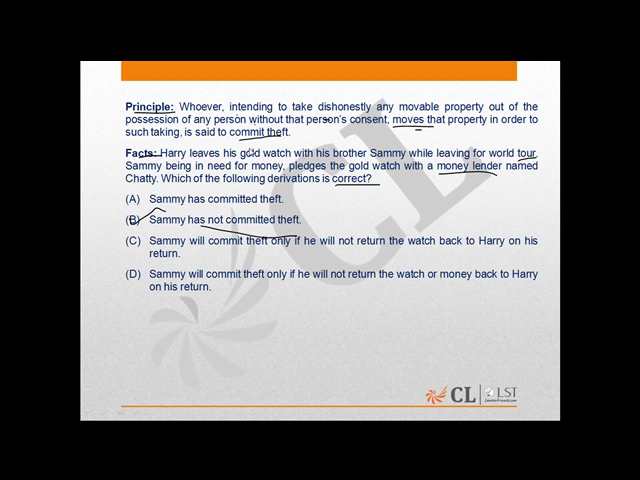 Principle: Whoever, intending to take dishonestly any movable property out of the
possession of any person without that person's consent, moves that property in order to
such taking, is said to commit theft.
Facts: Harry leaves his gold watch with his brother Sammy while leaving for world tour.
Sammy being in need for money, pledges the gold watch with a money lender named
Chatty. Which of the following derivations is correct?
(A) Sammy has committed theft.
(B) Sammy has not committed theft.
(C) Sammy will commit theft only if he will not return the watch back to Harry on his
return.
(D) Sammy will commit theft only if he will not return the watch or money back to Harry
on his return.
CL
CL LST